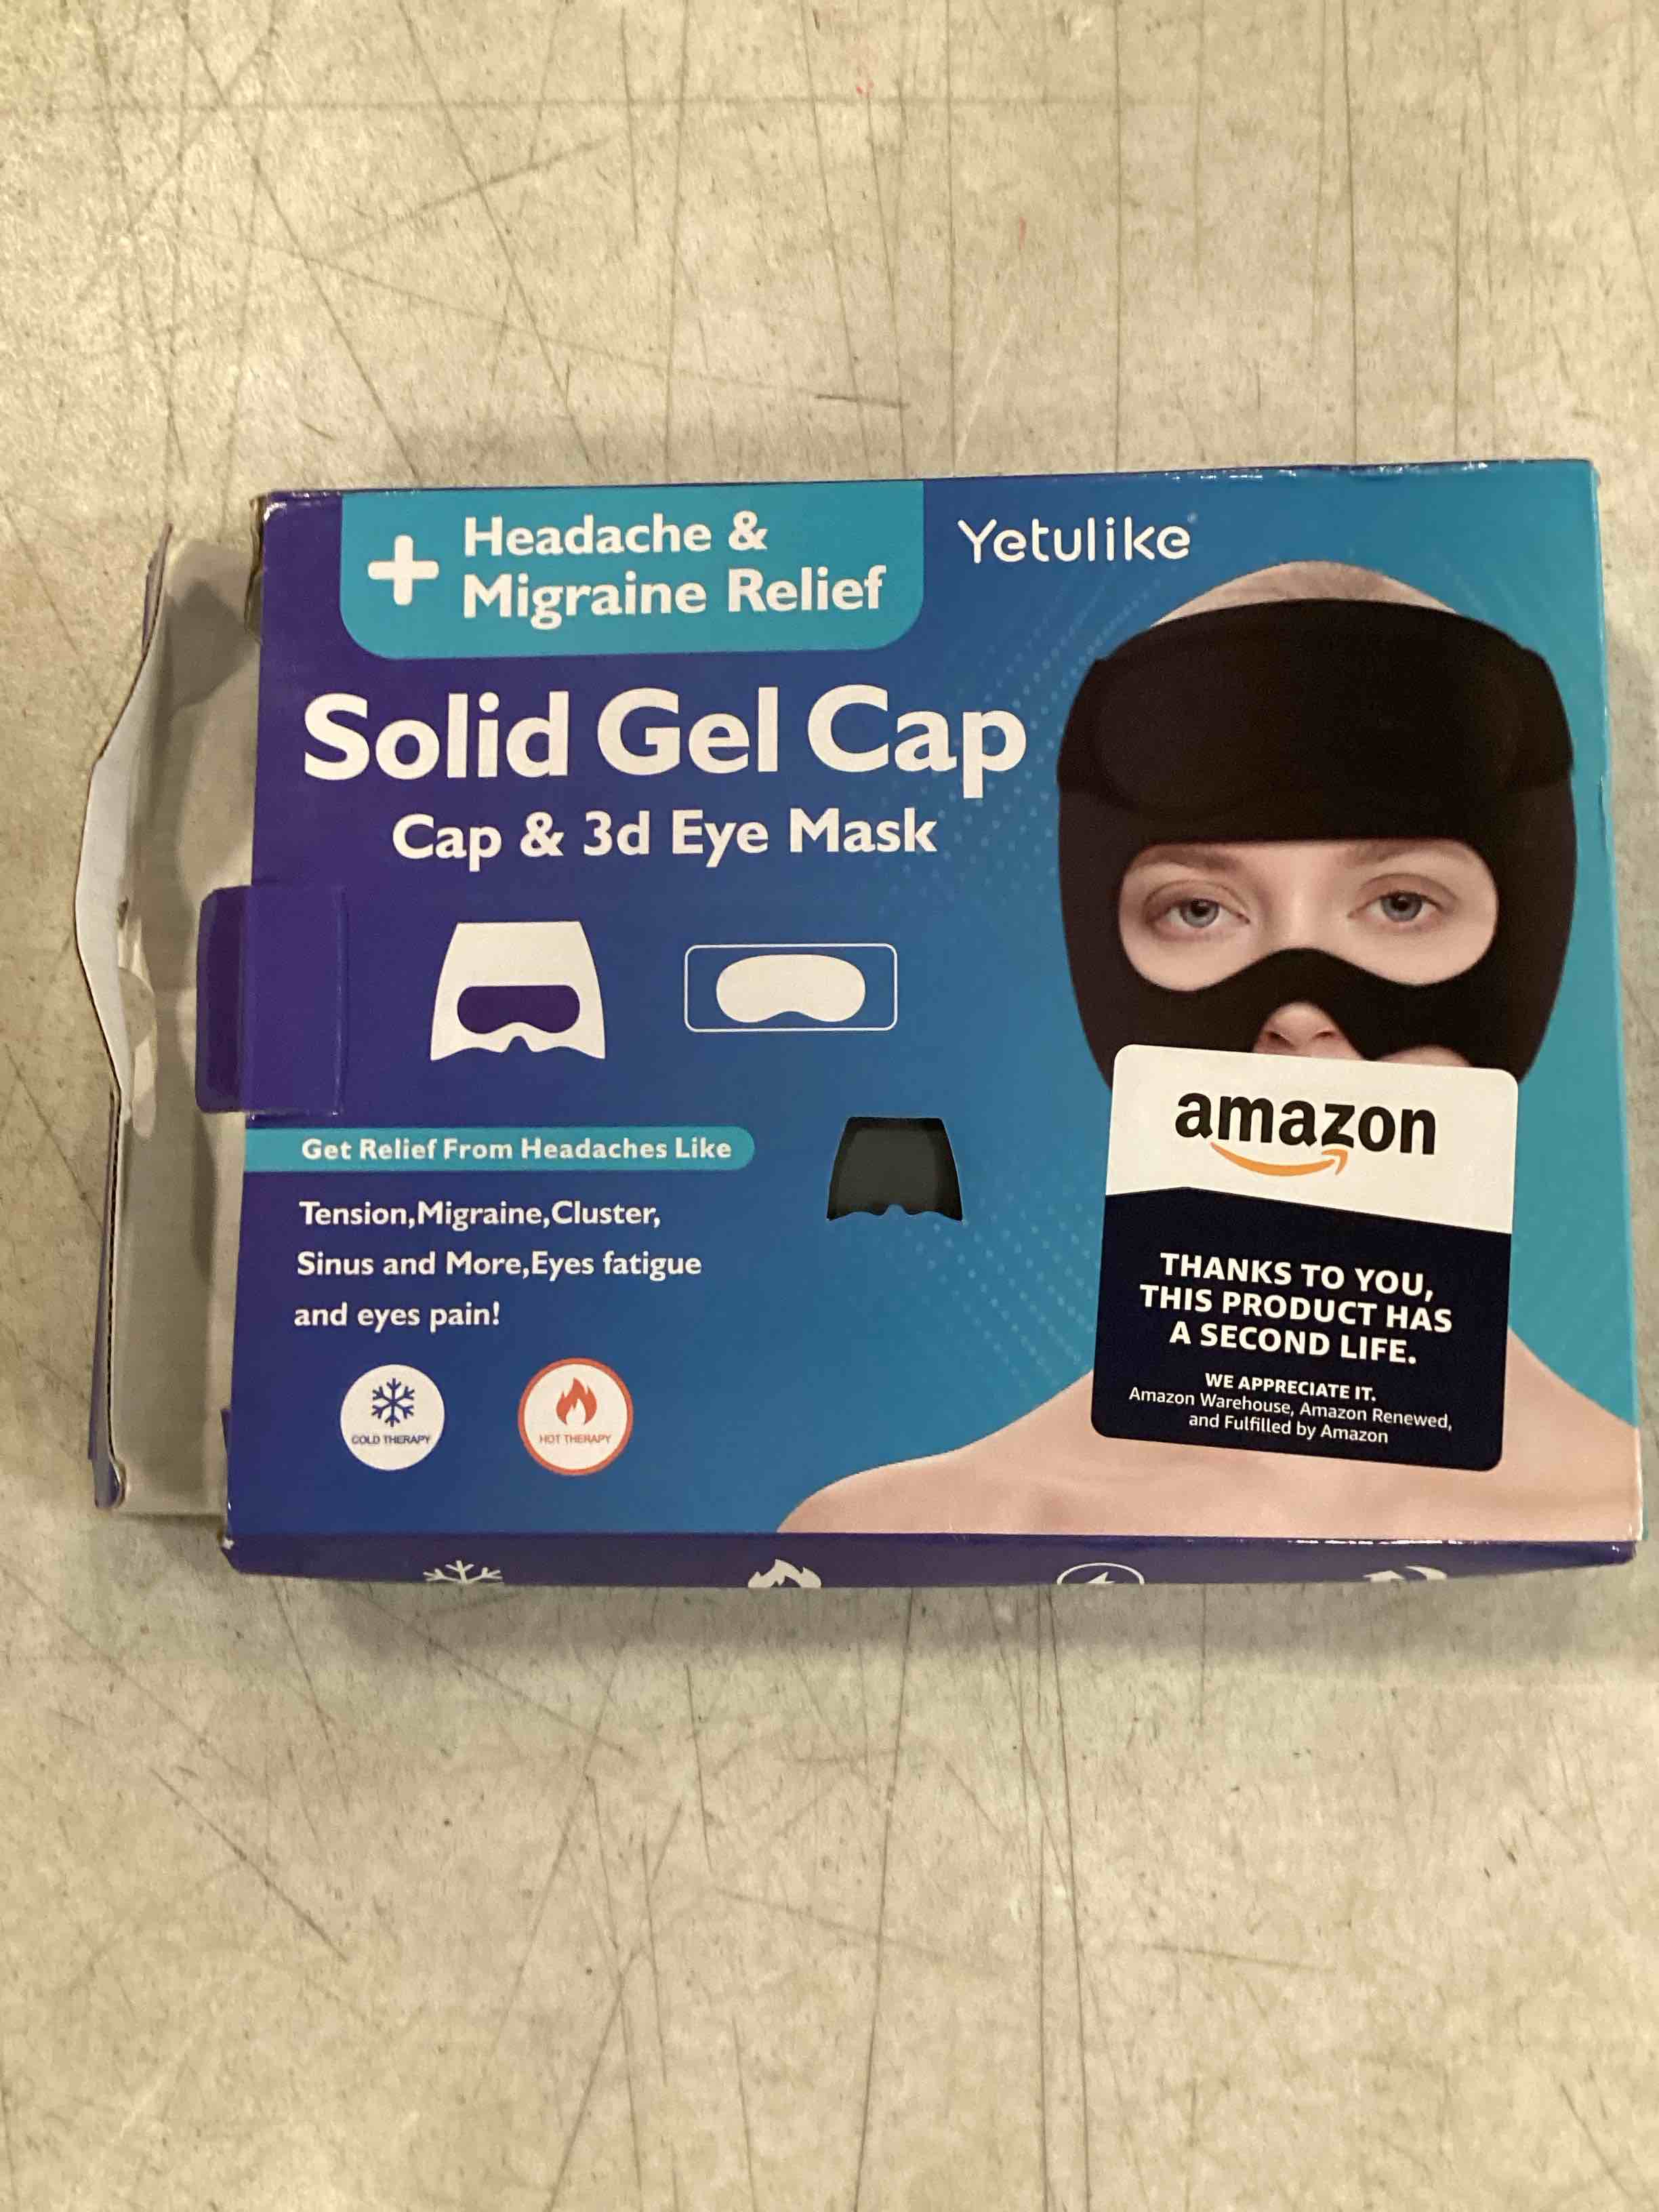 Headache &
Migraine Relief
Yetulike
Solid Gel Cap
Cap & 3d Eye Mask
Get Relief From Headaches Like
Tension,Migraine,Cluster,
Sinus and More,Eyes fatigue
and eyes pain!
COLD THERAPY
HOT THERAPY
amazon
THANKS TO YOU,
THIS PRODUCT HAS
A SECOND LIFE.
WE APPRECIATE IT.
Amazon Warehouse, Amazon Renewed,
and Fulfilled by Amazon